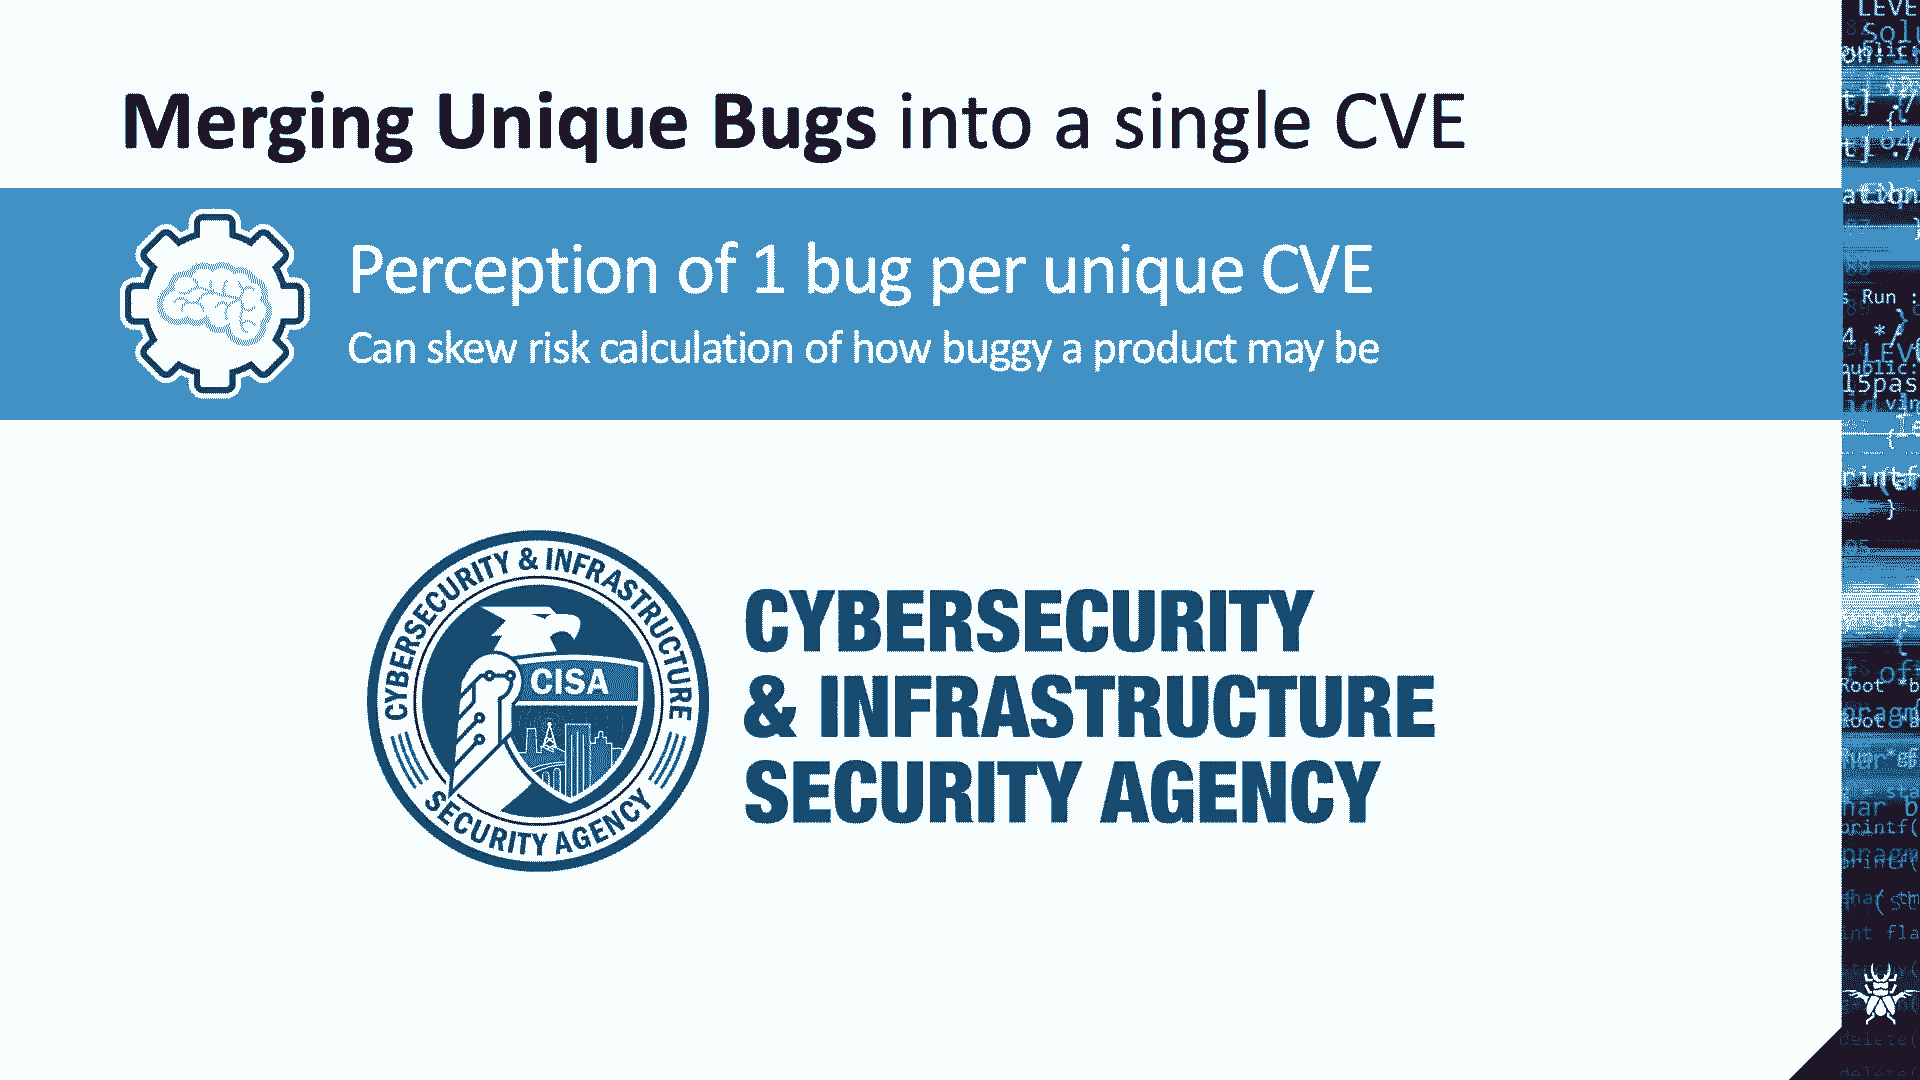 Merging Unique Bugs into a single CVE
Perception of 1 bug per unique CVE
Can skew risk calculation of how buggy a product may be
CYBERSECURITY & INFRASTRUCTURE
SECURITY AGENCY
CISA
CYBERSECURITY
& INFRASTRUCTURE
SECURITY AGENCY